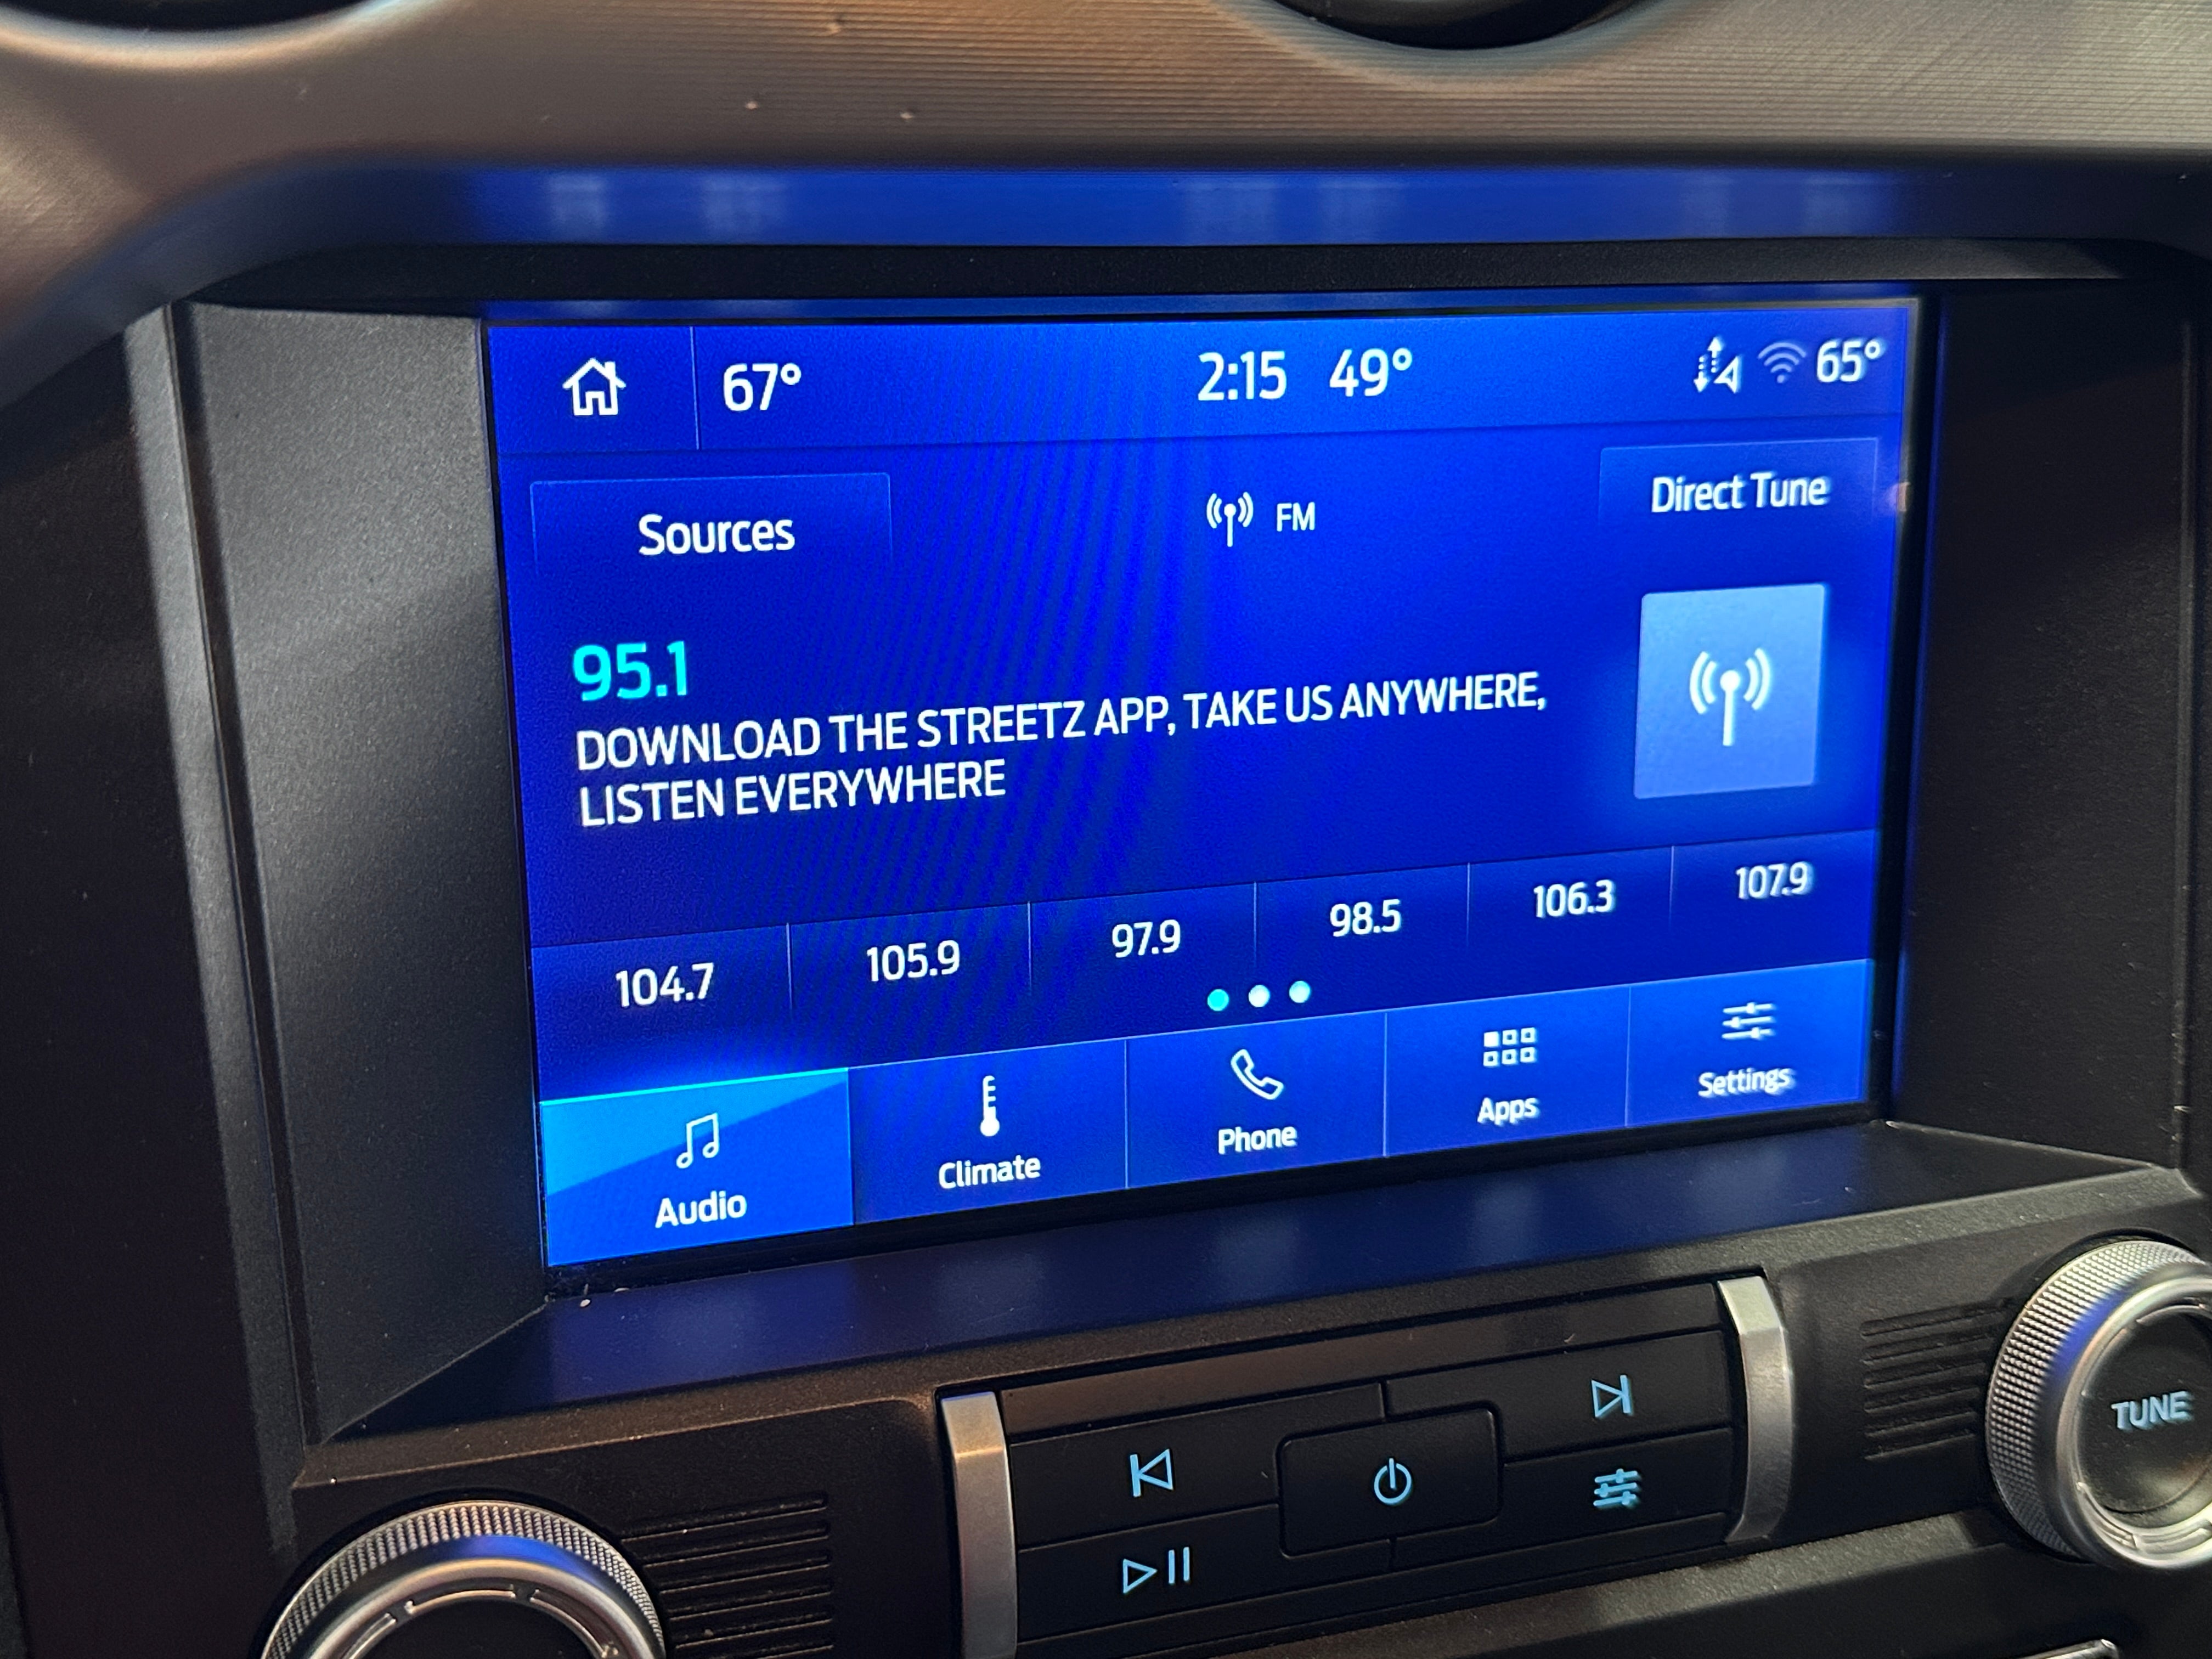 67° 2:15 49° 65°
Sources FM Direct Tune
95.1
DOWNLOAD THE STREETZ APP, TAKE US ANYWHERE,
LISTEN EVERYWHERE
104.7 105.9 97.9 98.5 106.3 107.9
Audio Climate Phone Apps Settings
TUNE